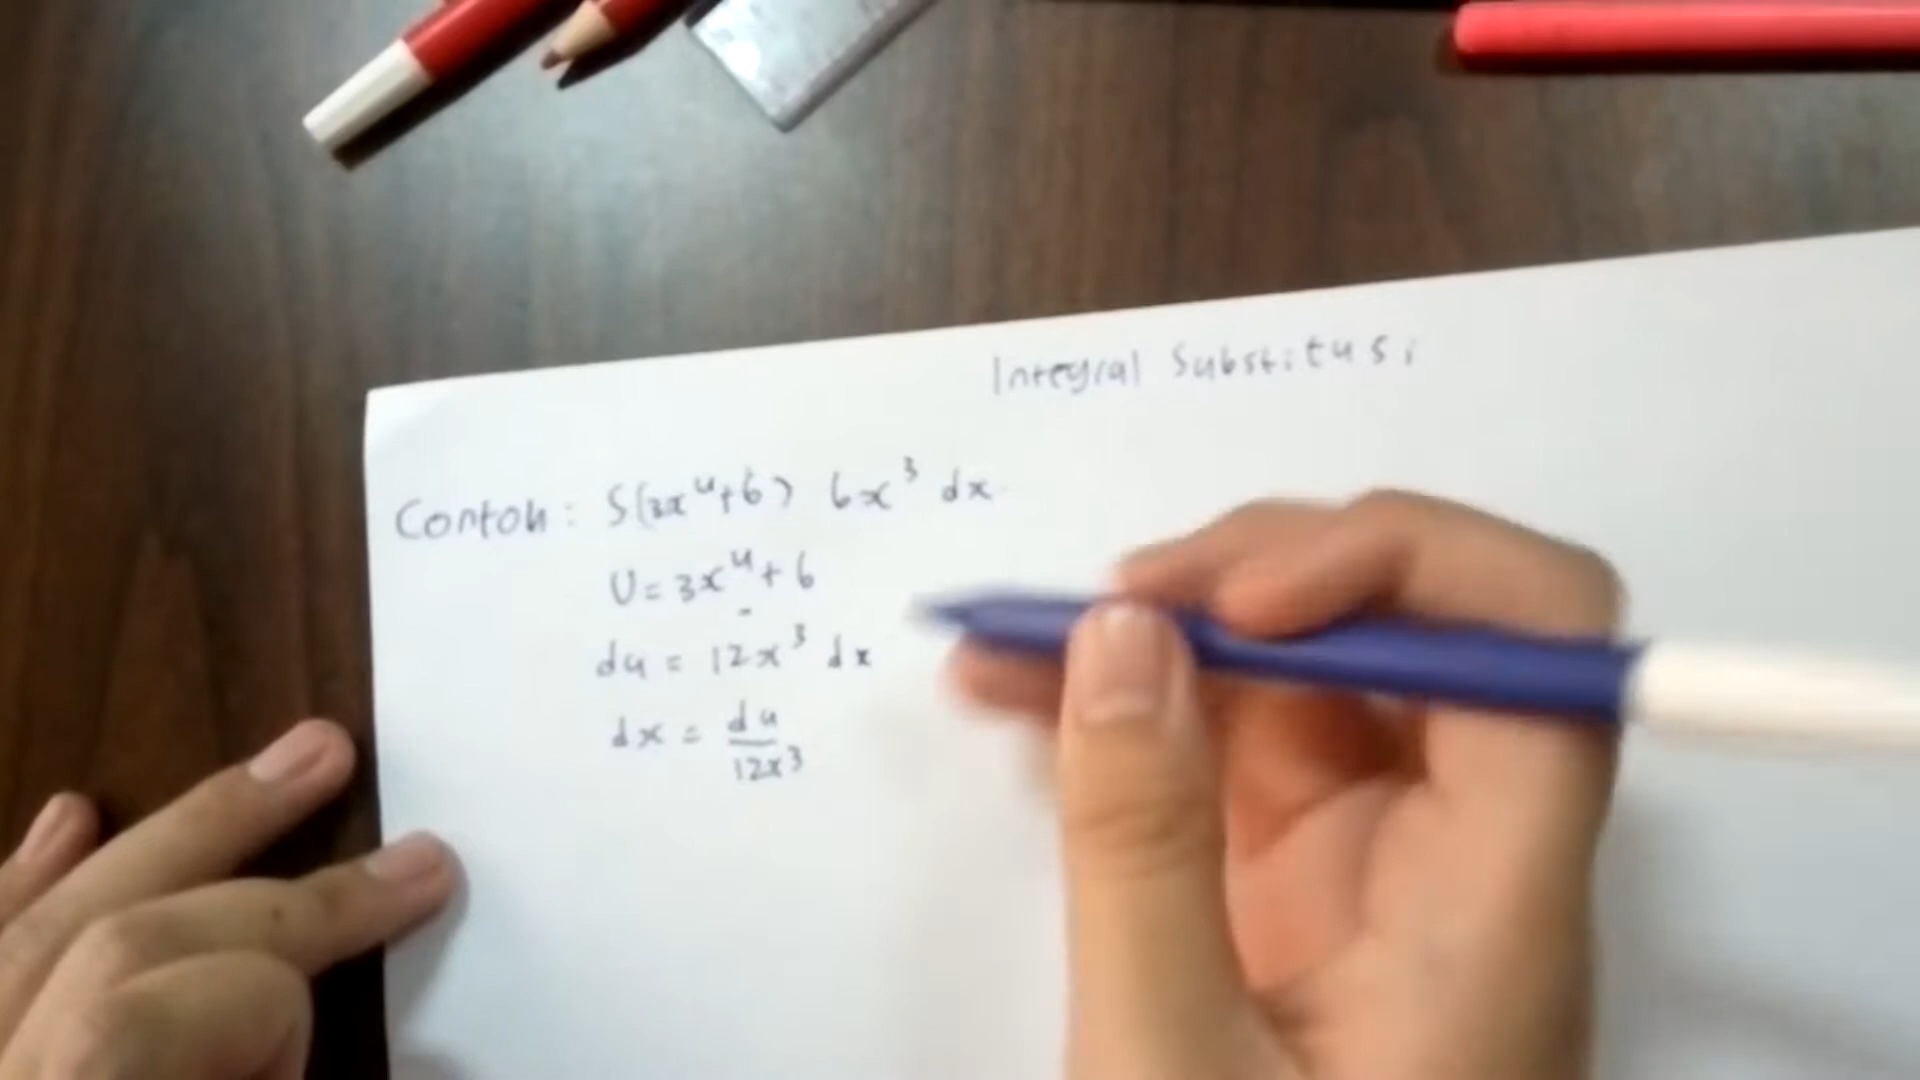 Integral Substitusi
Contoh: ∫(3x⁴+6) 6x³ dx
U = 3x⁴ + 6
du = 12x³ dx
dx = du/12x³